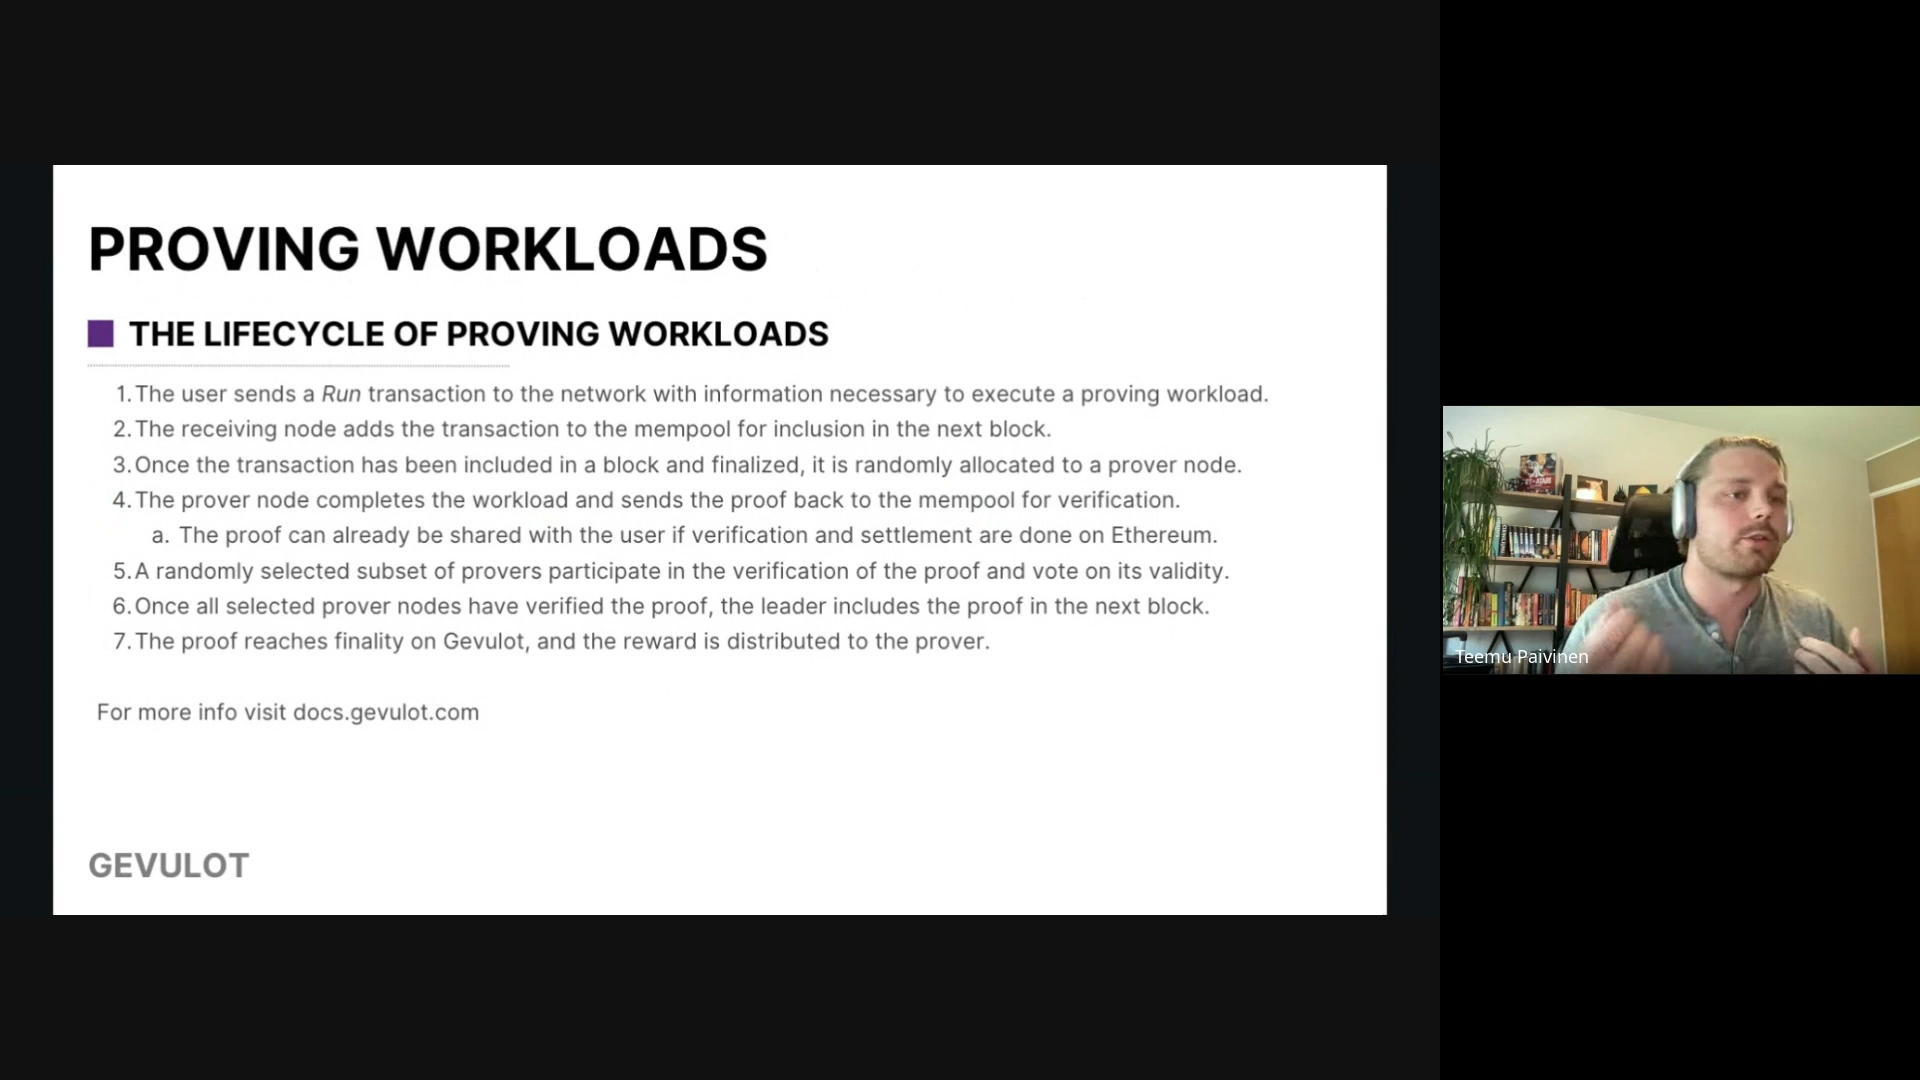 PROVING WORKLOADS
THE LIFECYCLE OF PROVING WORKLOADS
1. The user sends a Run transaction to the network with information necessary to execute a proving workload.
2. The receiving node adds the transaction to the mempool for inclusion in the next block.
3. Once the transaction has been included in a block and finalized, it is randomly allocated to a prover node.
4. The prover node completes the workload and sends the proof back to the mempool for verification.
a. The proof can already be shared with the user if verification and settlement are done on Ethereum.
5. A randomly selected subset of provers participate in the verification of the proof and vote on its validity.
6. Once all selected prover nodes have verified the proof, the leader includes the proof in the next block.
7. The proof reaches finality on Gevulot, and the reward is distributed to the prover.
For more info visit docs.gevulot.com
GEVULOT
Teemu Paivinen